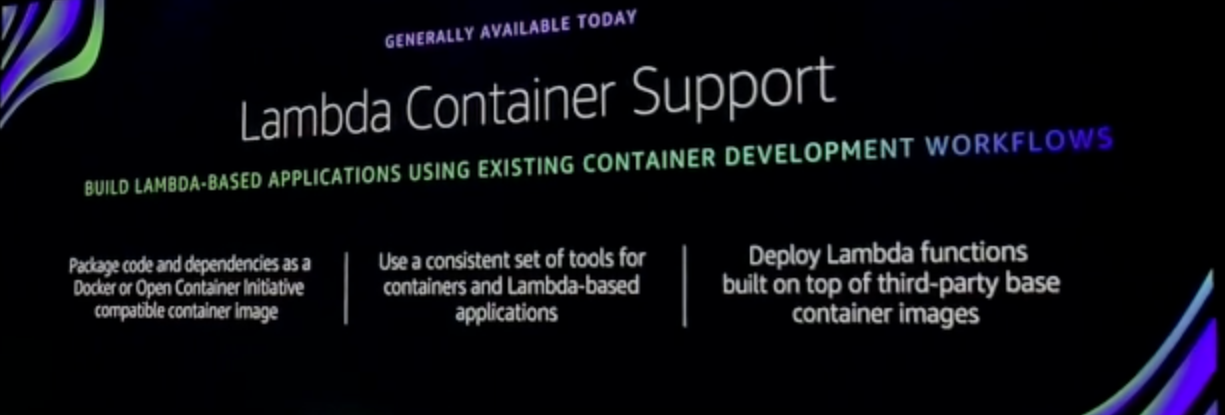 GENERALLY AVAILABLE TODAY
Lambda Container Support
BUILD LAMBDA-BASED APPLICATIONS USING EXISTING CONTAINER DEVELOPMENT WORKFLOWS
Package code and dependencies as a
Docker or Open Container Initiative
compatible container image
Use a consistent set of tools for
containers and Lambda-based
applications
Deploy Lambda functions
built on top of third-party base
container images